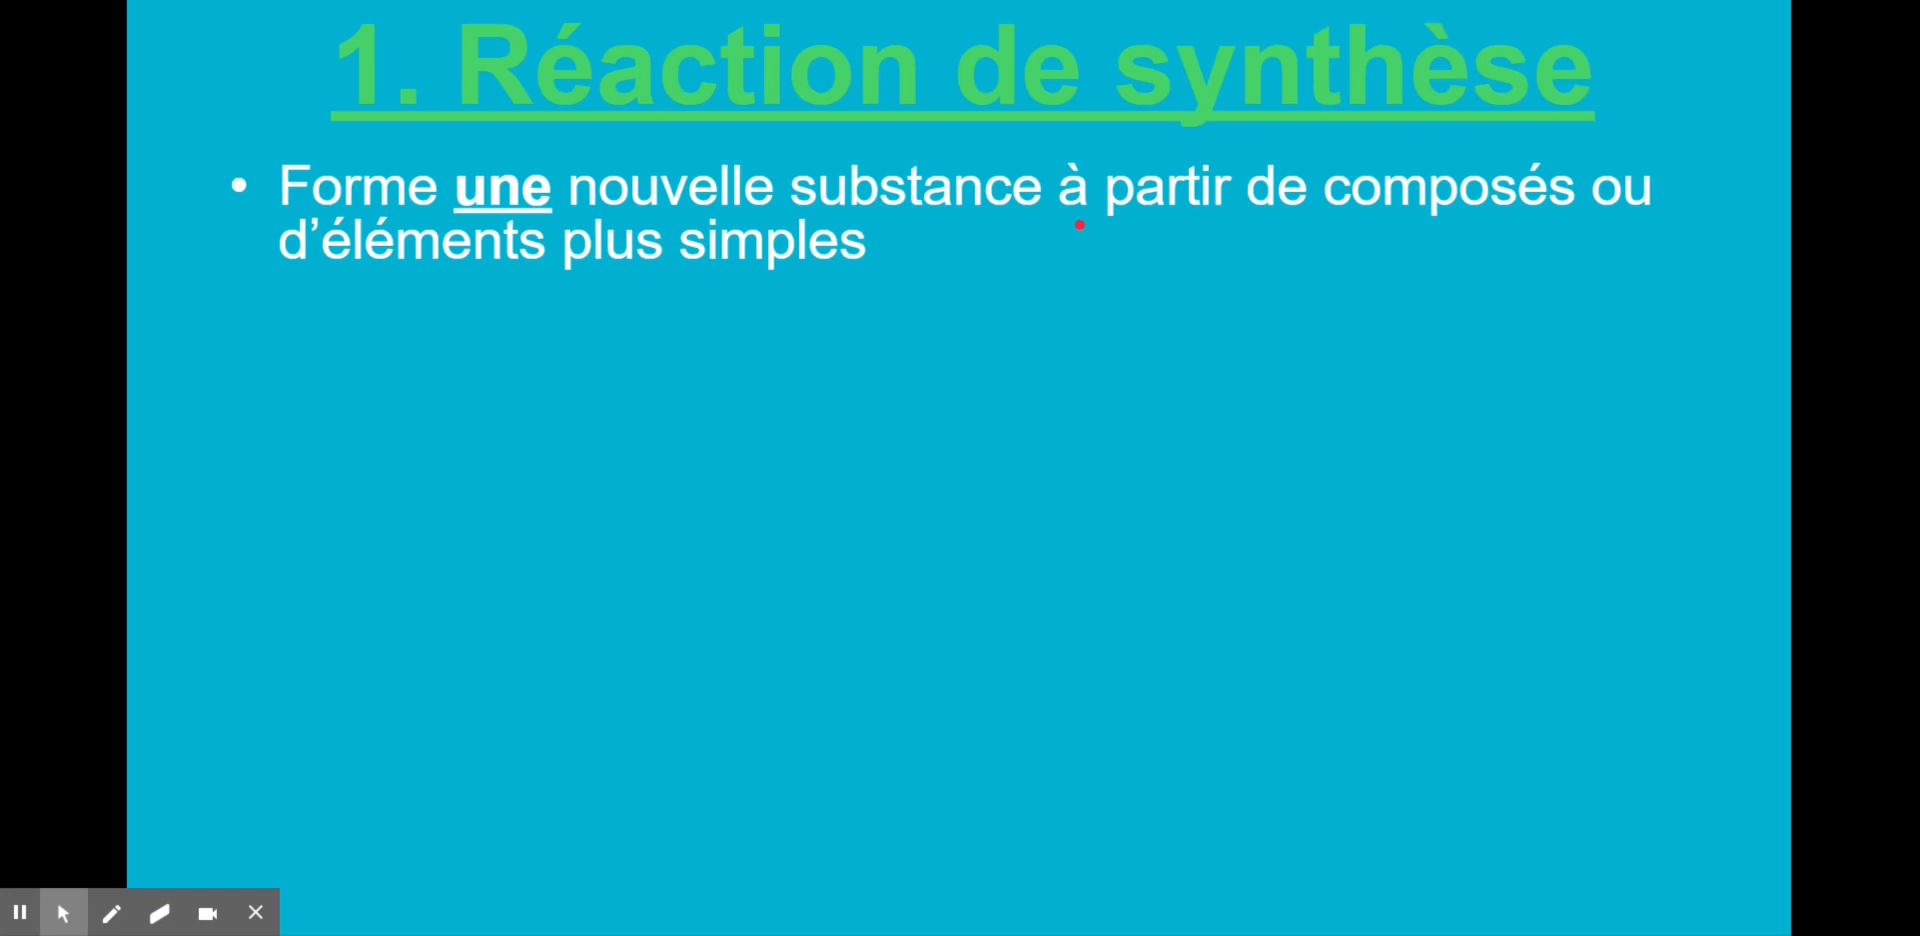 1. Réaction de synthèse
• Forme une nouvelle substance à partir de composés ou
d’éléments plus simples